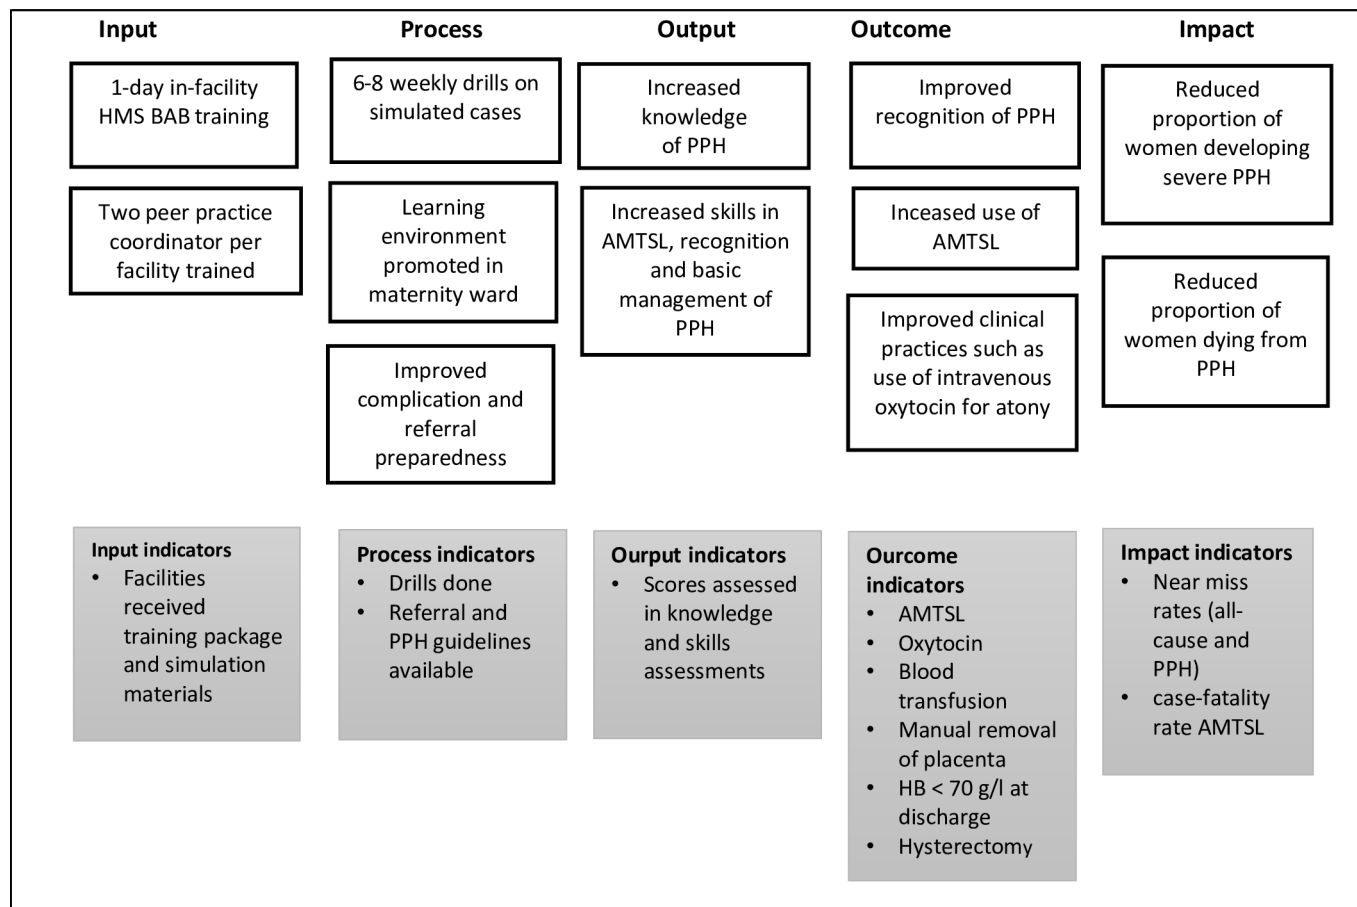 Input
Process
Output
Outcome
Impact
1-day in-facility
HMS BAB training
Two peer practice
coordinator per
facility trained
6-8 weekly drills on
simulated cases
Learning
environment
promoted in
maternity ward
Improved
complication and
referral
preparedness
Increased
knowledge
of PPH
Increased skills in
AMTSL, recognition
and basic
management of
PPH
Improved
recognition of PPH
Inceased use of
AMTSL
Improved clinical
practices such as
use of intravenous
oxytocin for atony
Reduced
proportion of
women developing
severe PPH
Reduced
proportion of
women dying from
PPH
Input indicators
• Facilities
received
training package
and simulation
materials
Process indicators
• Drills done
• Referral and
PPH guidelines
available
Ourput indicators
• Scores assessed
in knowledge
and skills
assessments
Ourcome
indicators
• AMTSL
• Oxytocin
• Blood
transfusion
• Manual removal
of placenta
• HB < 70 g/l at
discharge
• Hysterectomy
Impact indicators
• Near miss
rates (all-
cause and
PPH)
• case-fatality
rate AMTSL